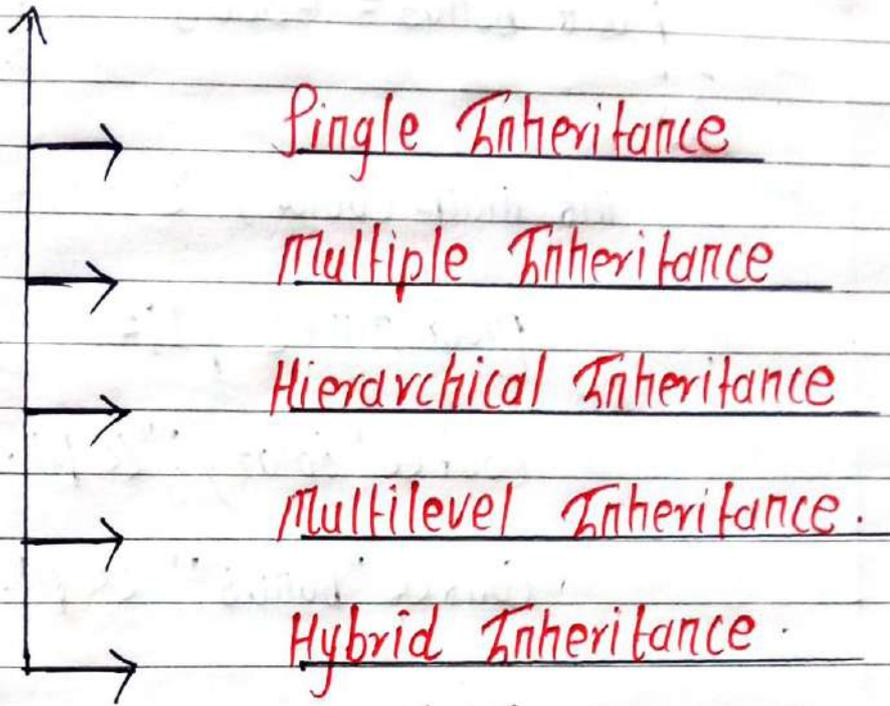 Single Inheritance
Multiple Inheritance
Hierarchical Inheritance
Multilevel Inheritance.
Hybrid Inheritance.